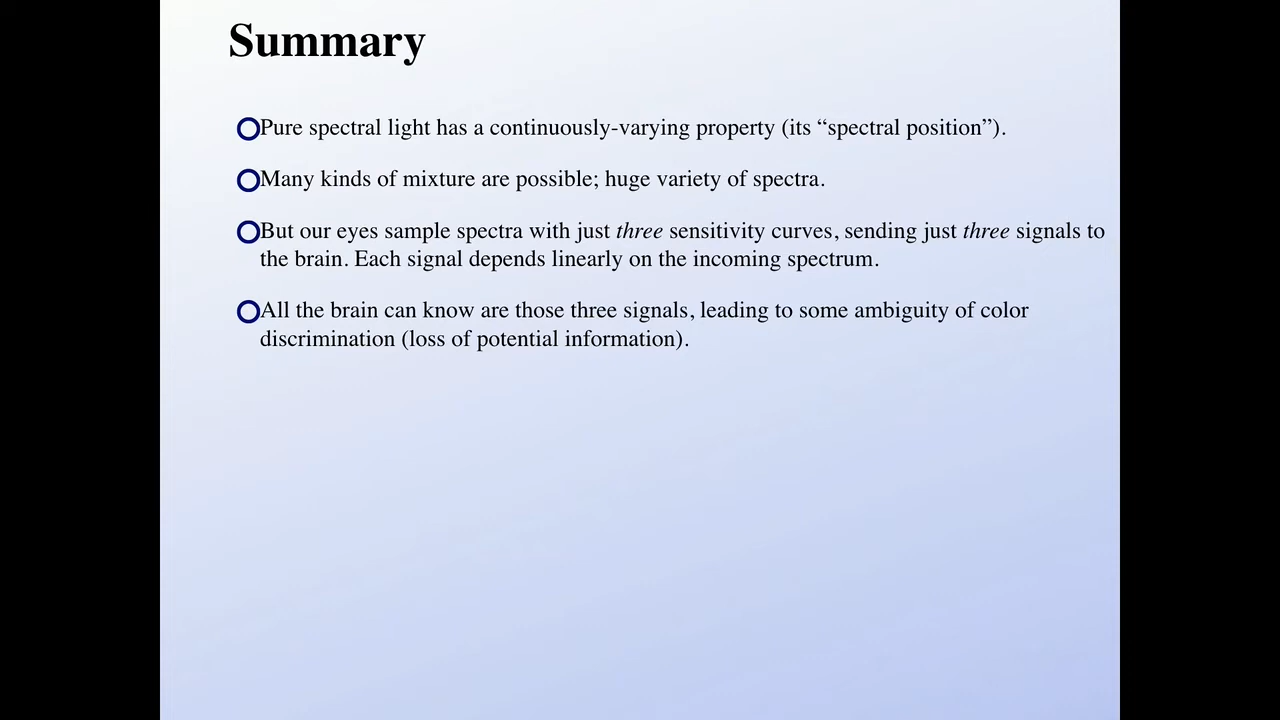 Summary
Pure spectral light has a continuously-varying property (its “spectral position”).
Many kinds of mixture are possible; huge variety of spectra.
But our eyes sample spectra with just three sensitivity curves, sending just three signals to
the brain. Each signal depends linearly on the incoming spectrum.
All the brain can know are those three signals, leading to some ambiguity of color
discrimination (loss of potential information).